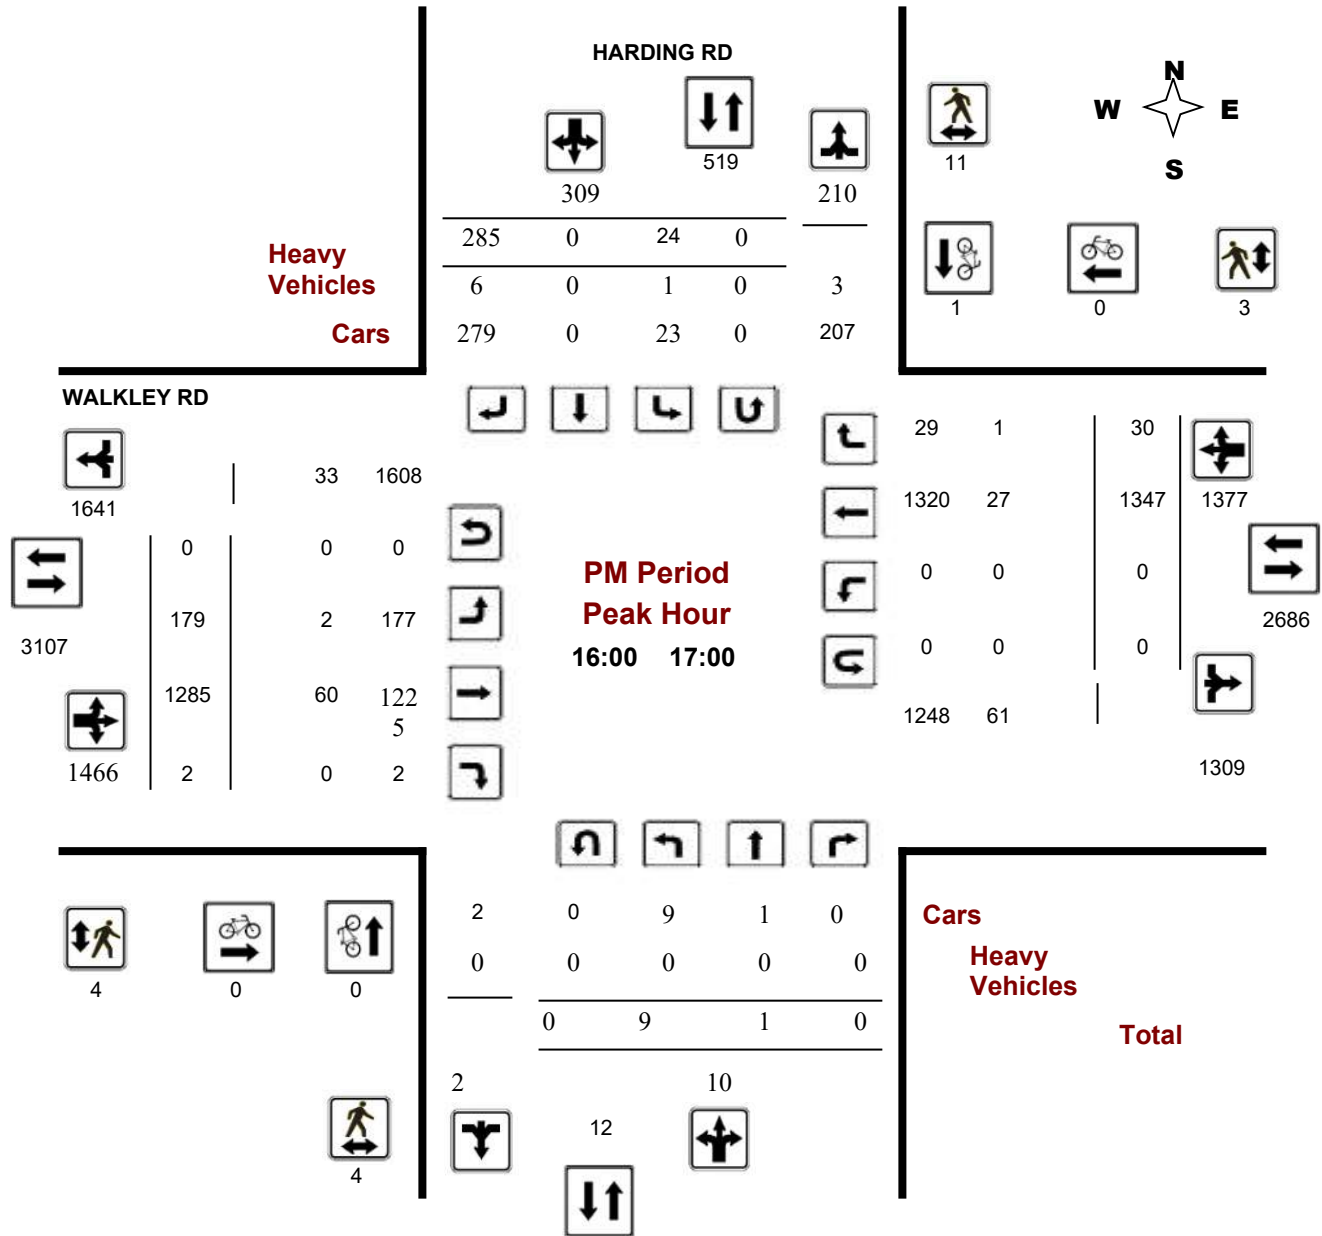 HARDING RD
N
W E
S
519
11
309
210
285 0 24 0
Heavy
Vehicles
6 0 1 0 3
1 0 3
Cars
279 0 23 0 207
WALKLEY RD
29 1 30
33 1608
1641
1320 27 1347 1377
0 0 0
PM Period
0 0 0
179 2 177
Peak Hour
2686
3107
16:00 17:00
0 0 0
1285 60 122
5
1248 61
1466 2 0 2
1309
2 0 9 1 0
Cars
Heavy
Vehicles
0 0 0 0 0
4 0 0
0 9 1 0
Total
2 10
12
4